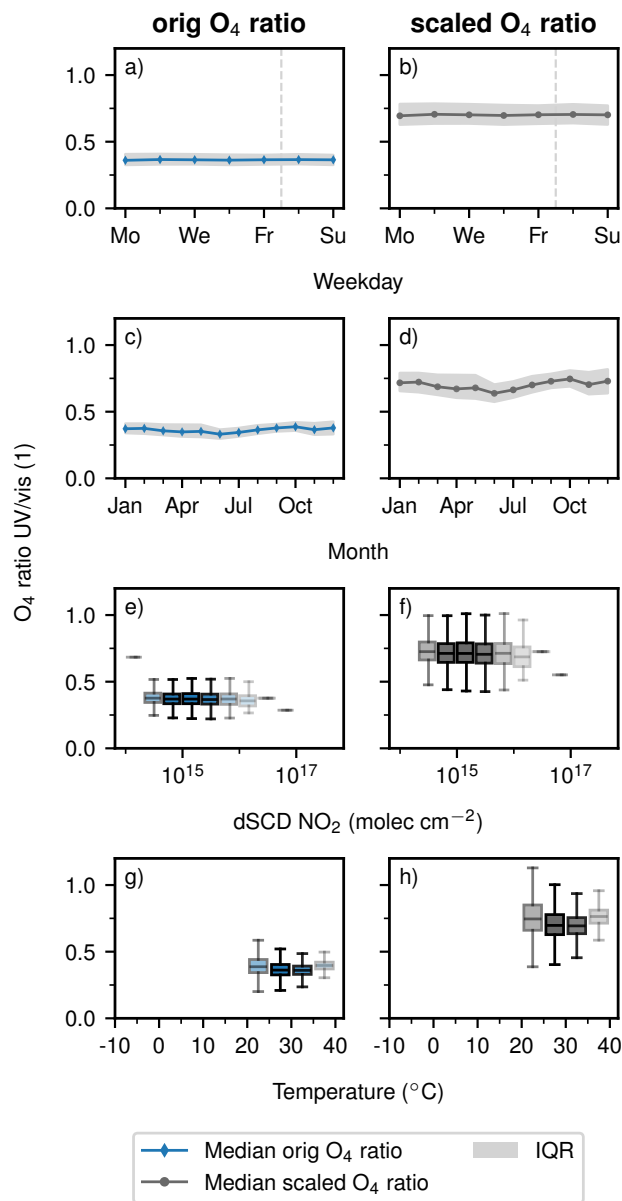 orig O₄ ratio scaled O₄ ratio
a) b)
1.0
0.5
0.0
Mo We Fr Su Mo We Fr Su
Weekday
c) d)
1.0
0.5
0.0
Jan Apr Jul Oct Jan Apr Jul Oct
Month
O₄ ratio UV/vis (1)
e) f)
1.0
0.5
0.0
10¹⁵ 10¹⁷ 10¹⁵ 10¹⁷
dSCD NO₂ (molec cm⁻²)
g) h)
1.0
0.5
0.0
-10 0 10 20 30 40 -10 0 10 20 30 40
Temperature (°C)
Median orig O₄ ratio IQR
Median scaled O₄ ratio